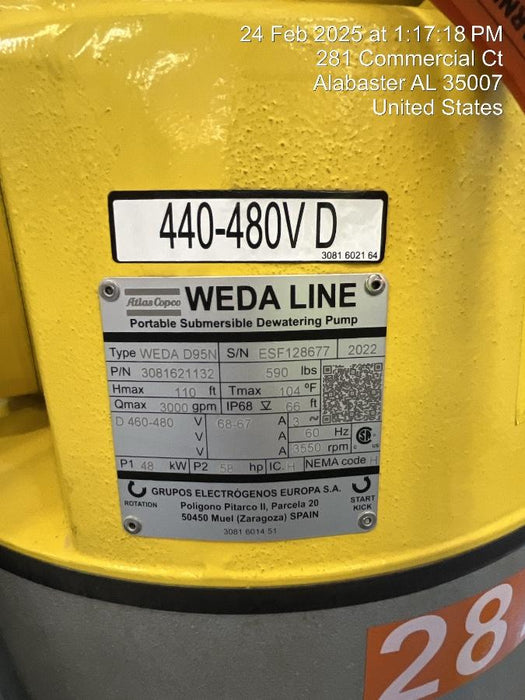 24 Feb 2025 at 1:17:18 PM
281 Commercial Ct
Alabaster AL 35007
United States
440-480V D
3081 6021 64
Atlas Copco WEDA LINE
Portable Submersible Dewatering Pump
Type WEDA D95N S/N ESF128677 2022
P/N 3081621132 590 lbs
Hmax 110 ft Tmax 104 °F
Qmax 3000 gpm IP68 66 ft
D 460-480 V 68-67 A 3 ~
V A 60 Hz
V A 3550 rpm
P1 48 kW P2 58 hp IC. H NEMA code H
GRUPOS ELECTRÓGENOS EUROPA S.A.
Polígono Pitarco II, Parcela 20
50450 Muel (Zaragoza) SPAIN
ROTATION
START
KICK
3081 6014 51
28